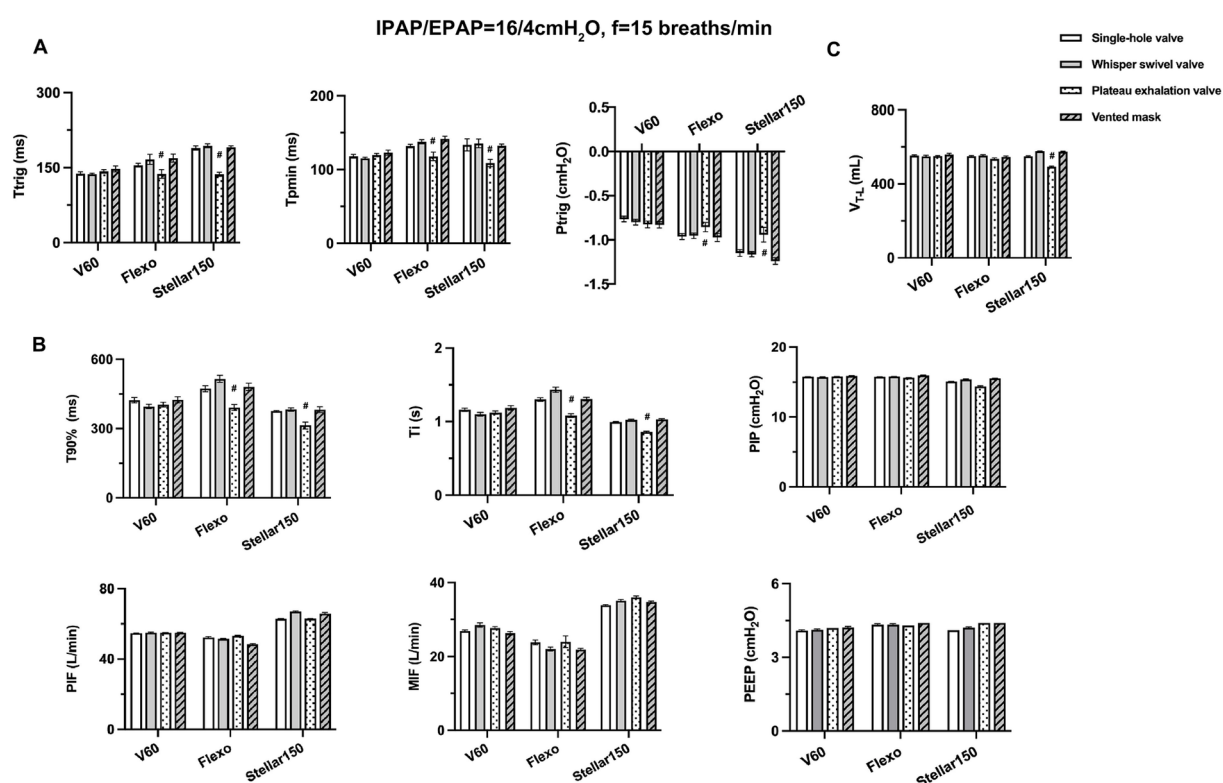 IPAP/EPAP=16/4cmH₂O, f=15 breaths/min
A
C
Single-hole valve
Whisper swivel valve
Plateau exhalation valve
Vented mask
Ttrig (ms)
300
150
0
#
#
V60
Flexo
Stellar150
Tpmin (ms)
200
150
100
50
0
#
#
V60
Flexo
Stellar150
Ptrig (cmH₂O)
0.5
0.0
-0.5
-1.0
-1.5
V60
Flexo
Stellar150
#
#
V_T-L (mL)
800
400
0
#
V60
Flexo
Stellar150
B
T90% (ms)
600
300
0
#
#
V60
Flexo
Stellar150
Ti (s)
2
1
0
#
#
V60
Flexo
Stellar150
PIP (cmH₂O)
20
10
0
V60
Flexo
Stellar150
PIF (L/min)
80
40
0
V60
Flexo
Stellar150
MIF (L/min)
40
20
0
V60
Flexo
Stellar150
PEEP (cmH₂O)
6
3
0
V60
Flexo
Stellar150